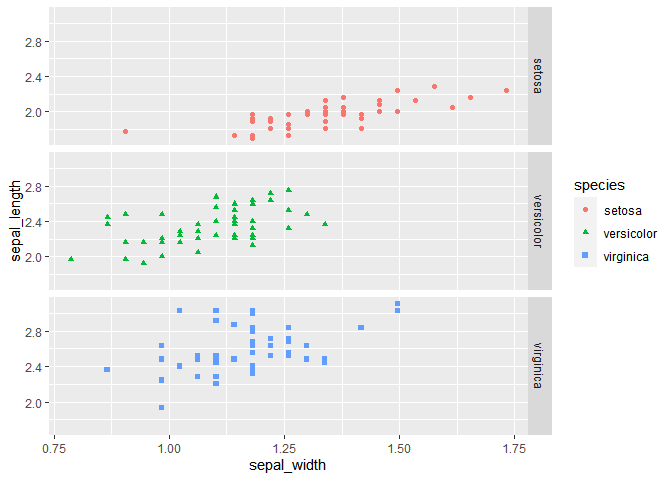 2.8
2.4
2.0
setosa
2.8
2.4
2.0
versicolor
2.8
2.4
2.0
virginica
sepal_length
0.75 1.00 1.25 1.50 1.75
sepal_width
species
setosa
versicolor
virginica